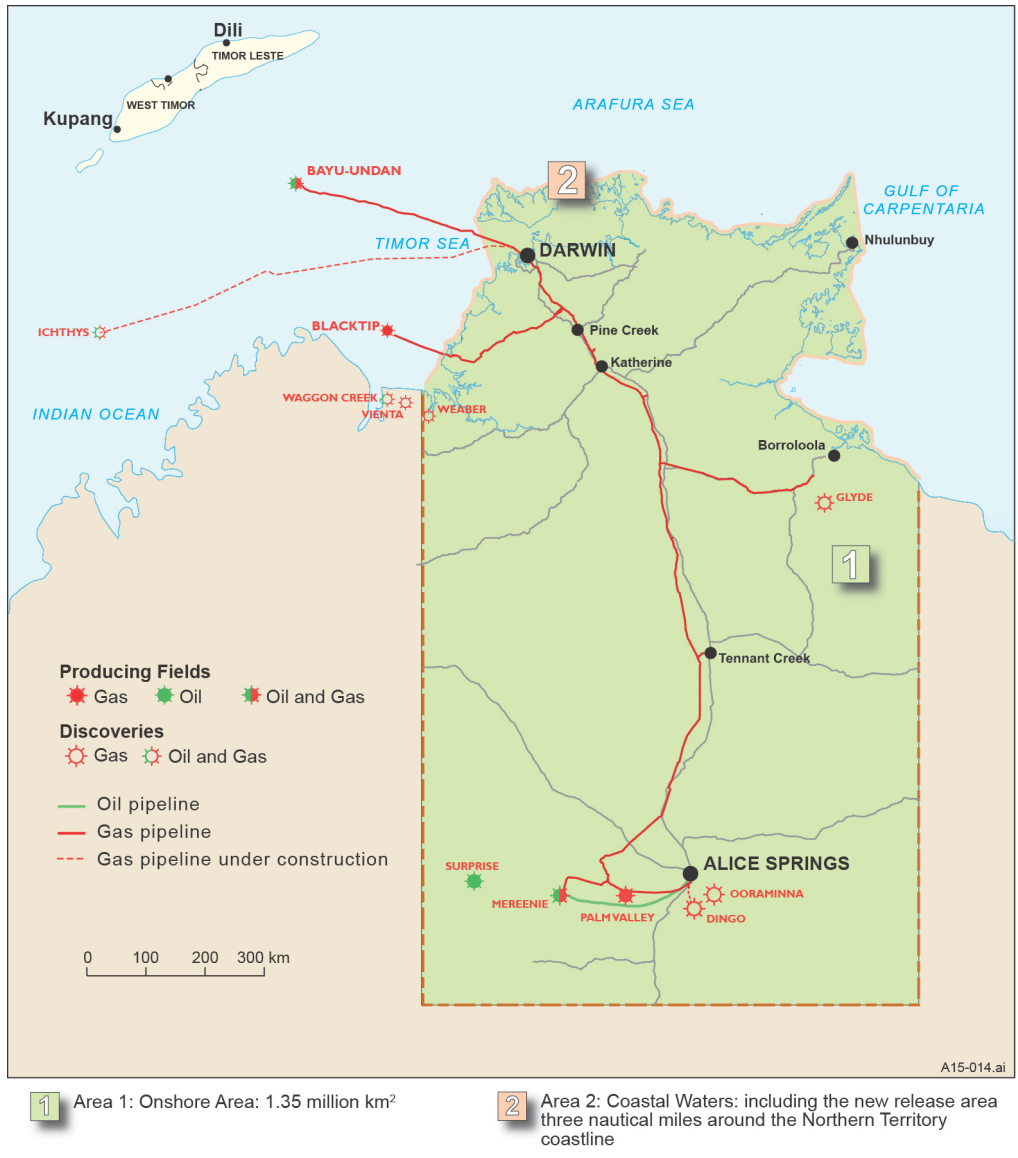 Dili
TIMOR LESTE
WEST TIMOR
Kupang
ARAFURA SEA
BAYU-UNDAN
2
GULF OF
CARPENTARIA
TIMOR SEA
DARWIN
Nhulunbuy
ICHTHYS
BLACKTIP
Pine Creek
Katherine
INDIAN OCEAN
WAGGON CREEK
VIENTA
WEABER
Borroloola
GLYDE
1
Tennant Creek
Producing Fields
Gas
Oil
Oil and Gas
Discoveries
Gas
Oil and Gas
Oil pipeline
Gas pipeline
Gas pipeline under construction
SURPRISE
MEREENIE
PALM VALLEY
ALICE SPRINGS
OORAMINNA
DINGO
0 100 200 300 km
A15-014.ai
1
Area 1: Onshore Area: 1.35 million km²
2
Area 2: Coastal Waters: including the new release area
three nautical miles around the Northern Territory
coastline